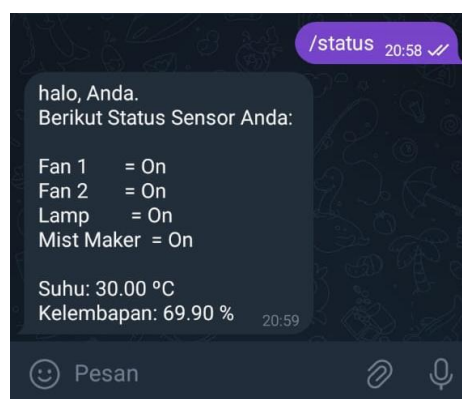 /status 20:58
halo, Anda.
Berikut Status Sensor Anda:
Fan 1 = On
Fan 2 = On
Lamp = On
Mist Maker = On
Suhu: 30.00 ºC
Kelembapan: 69.90 % 20:59
Pesan